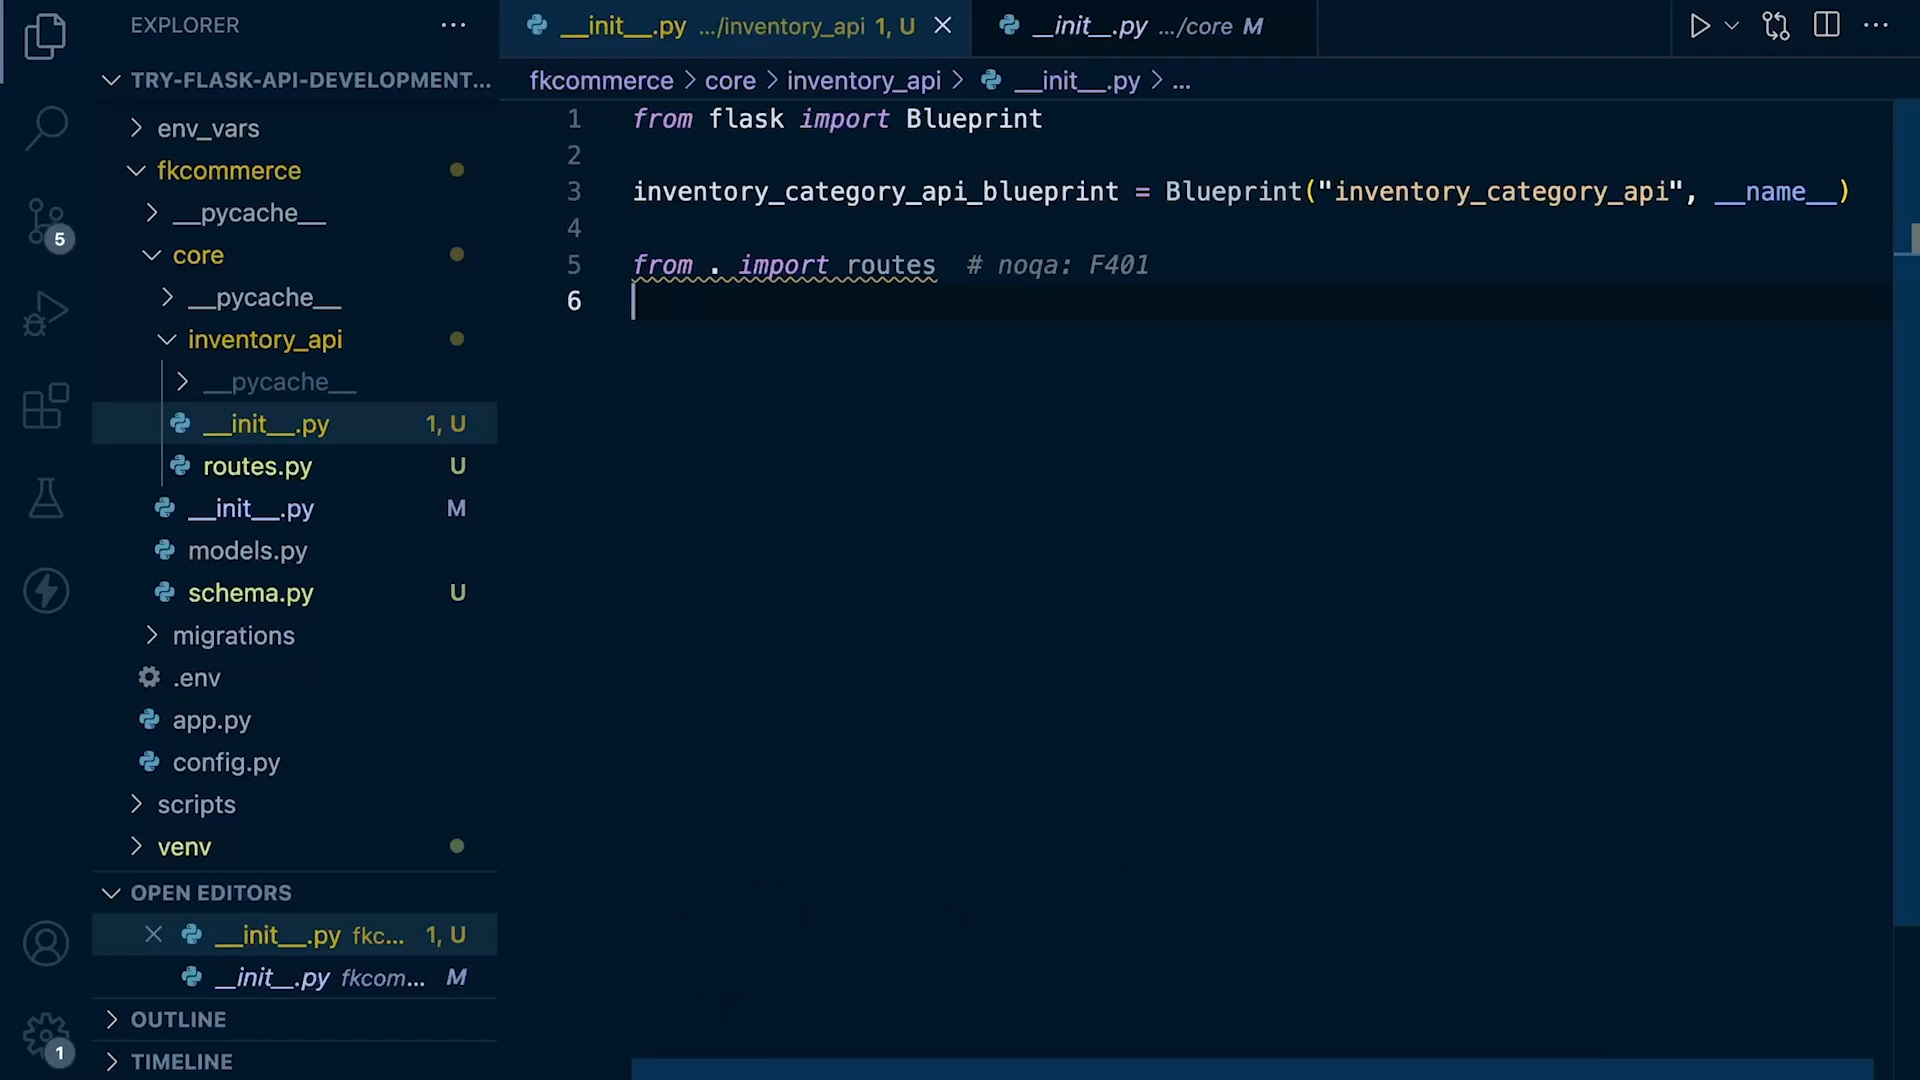 EXPLORER
TRY-FLASK-API-DEVELOPMENT...
env_vars
fkcommerce
__pycache__
core
__pycache__
inventory_api
__pycache__
__init__.py 1, U
routes.py U
__init__.py M
models.py
schema.py U
migrations
.env
app.py
config.py
scripts
venv
OPEN EDITORS
__init__.py fkc... 1, U
__init__.py fkcom... M
OUTLINE
TIMELINE
5
1
__init__.py .../inventory_api 1, U
__init__.py .../core M
fkcommerce > core > inventory_api > __init__.py > ...
1 from flask import Blueprint
2
3 inventory_category_api_blueprint = Blueprint("inventory_category_api", __name__)
4
5 from . import routes  # noqa: F401
6